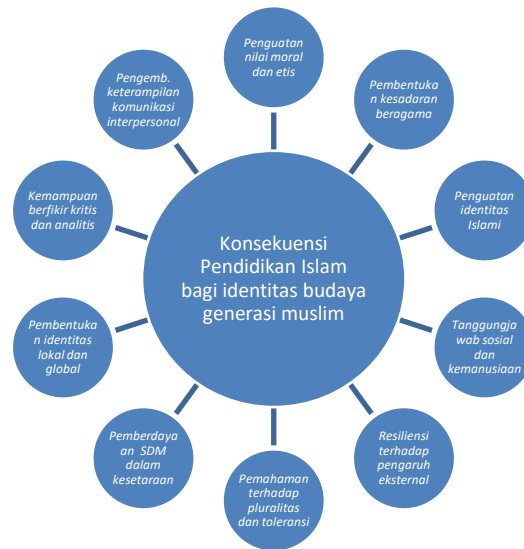 Penguatan
nilai moral
dan etis
Pembentuka
n kesadaran
beragama
Penguatan
identitas
Islami
Tanggungja
wab sosial
dan
kemanusiaan
Resiliensi
terhadap
pengaruh
eksternal
Pemahaman
terhadap
pluralitas
dan toleransi
Pemberdaya
an SDM
dalam
kesetaraan
Pembentuka
n identitas
lokal dan
global
Kemampuan
berfikir kritis
dan analitis
Pengemb.
keterampilan
komunikasi
interpersonal
Konsekuensi
Pendidikan Islam
bagi identitas budaya
generasi muslim